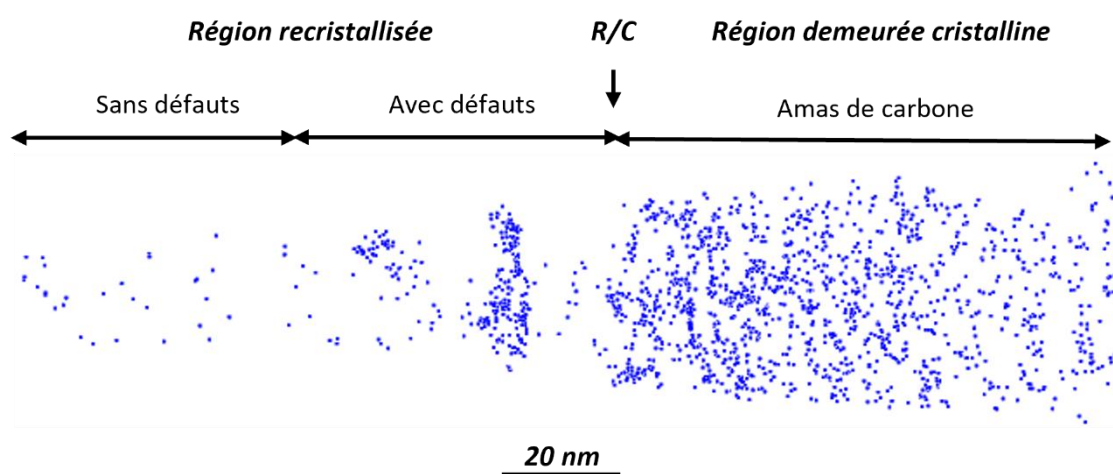 Région recristallisée R/C Région demeurée cristalline
Sans défauts Avec défauts Amas de carbone
20 nm